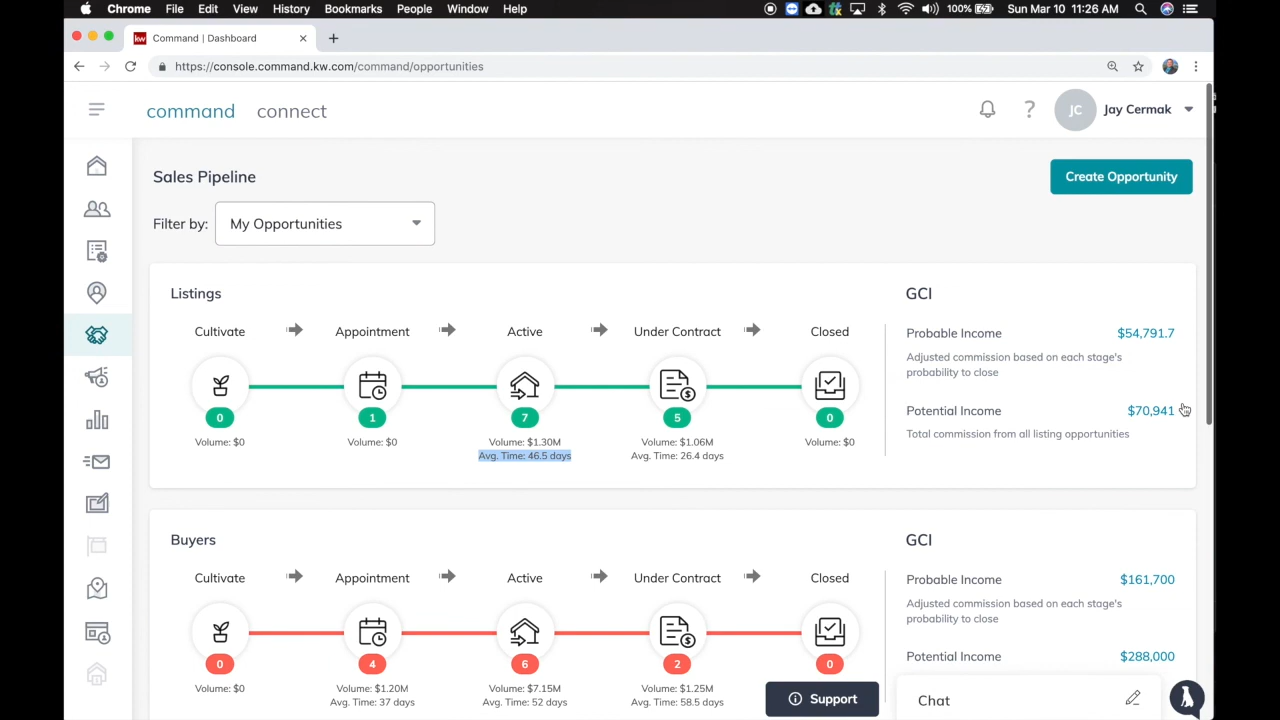 Chrome File Edit View History Bookmarks People Window Help 100% Sun Mar 10 11:26 AM
kw Command | Dashboard
https://console.command.kw.com/command/opportunities
command connect ? JC Jay Cermak
Sales Pipeline Create Opportunity
Filter by: My Opportunities
Listings GCI
Cultivate Appointment Active Under Contract Closed
Probable Income $54,791.7
Adjusted commission based on each stage's
probability to close
0 1 7 5 0
Potential Income $70,941
Total commission from all listing opportunities
Volume: $0 Volume: $0 Volume: $1.30M Volume: $1.06M Volume: $0
Avg. Time: 46.5 days Avg. Time: 26.4 days
Buyers GCI
Cultivate Appointment Active Under Contract Closed
Probable Income $161,700
Adjusted commission based on each stage's
probability to close
Potential Income $288,000
0 4 6 2 0
Volume: $0 Volume: $1.20M Volume: $7.15M Volume: $1.25M
Avg. Time: 37 days Avg. Time: 52 days Avg. Time: 58.5 days
Support
Chat